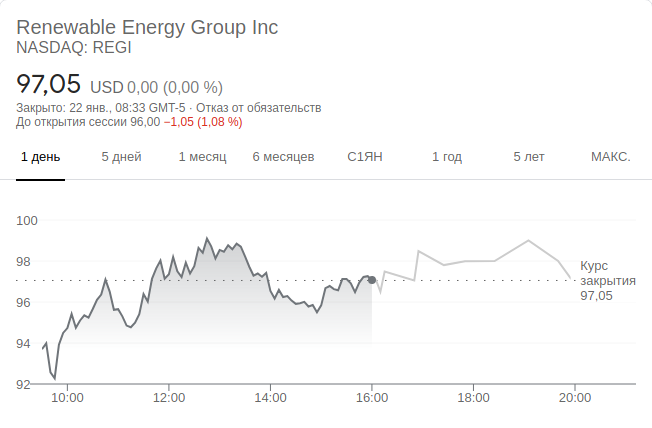 Renewable Energy Group Inc
NASDAQ: REGI
97,05 USD 0,00 (0,00 %)
Закрыто: 22 янв., 08:33 GMT-5 · Отказ от обязательств
До открытия сессии 96,00 −1,05 (1,08 %)
1 день 5 дней 1 месяц 6 месяцев С1ЯН 1 год 5 лет МАКС.
100
98
96
94
92
Курс
закрытия
97,05
10:00 12:00 14:00 16:00 18:00 20:00